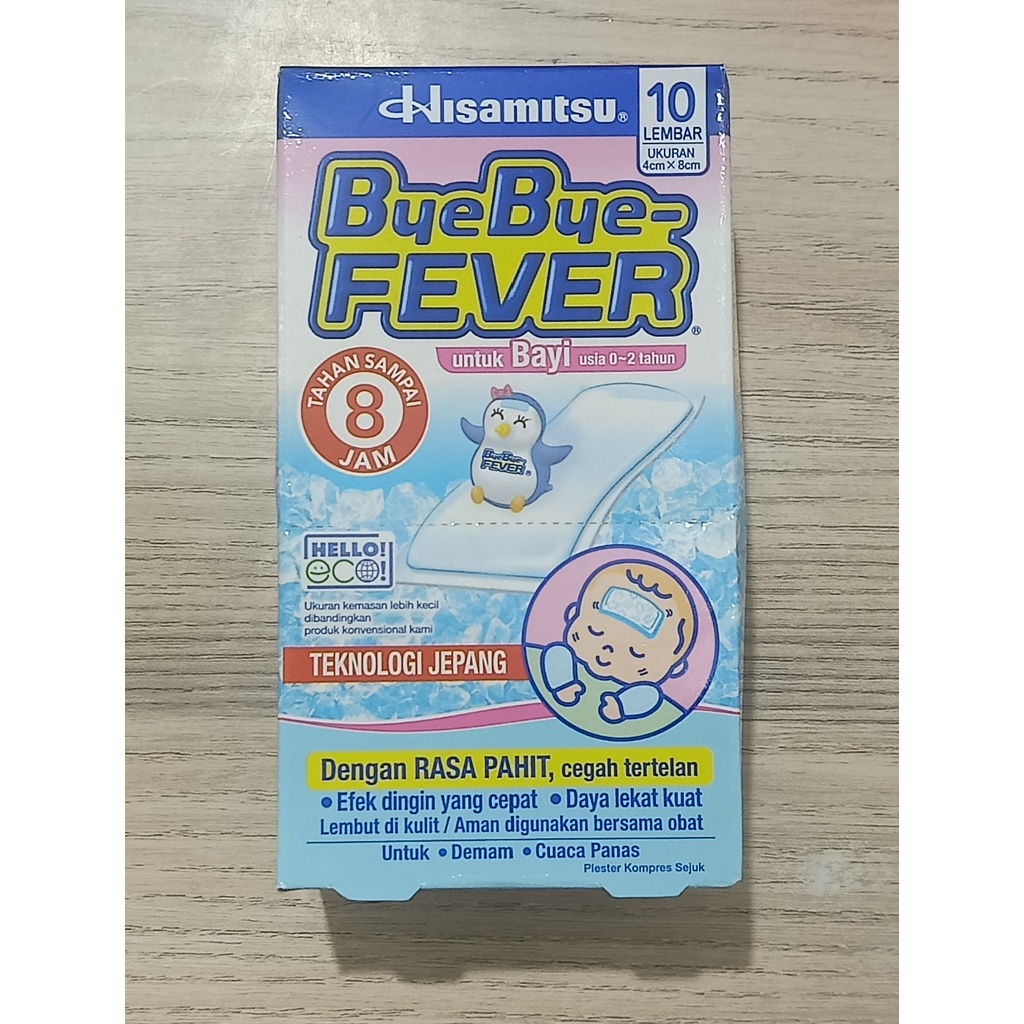 Hisamitsu®
10
LEMBAR
UKURAN
4cm×8cm
ByeBye-
FEVER®
untuk Bayi usia 0~2 tahun
TAHAN SAMPAI
8
JAM
ByeBye-
FEVER®
HELLO!
eco!
Ukuran kemasan lebih kecil
dibandingkan
produk konvensional kami
TEKNOLOGI JEPANG
Dengan RASA PAHIT, cegah tertelan
• Efek dingin yang cepat • Daya lekat kuat
Lembut di kulit / Aman digunakan bersama obat
Untuk • Demam • Cuaca Panas
Plester Kompres Sejuk